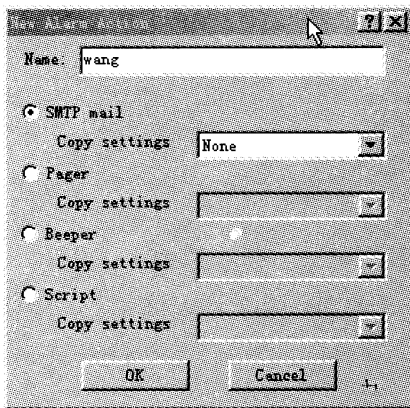 New Alarm Action
Name: wang
SMTP mail
Copy settings None
Pager
Copy settings
Beeper
Copy settings
Script
Copy settings
OK Cancel